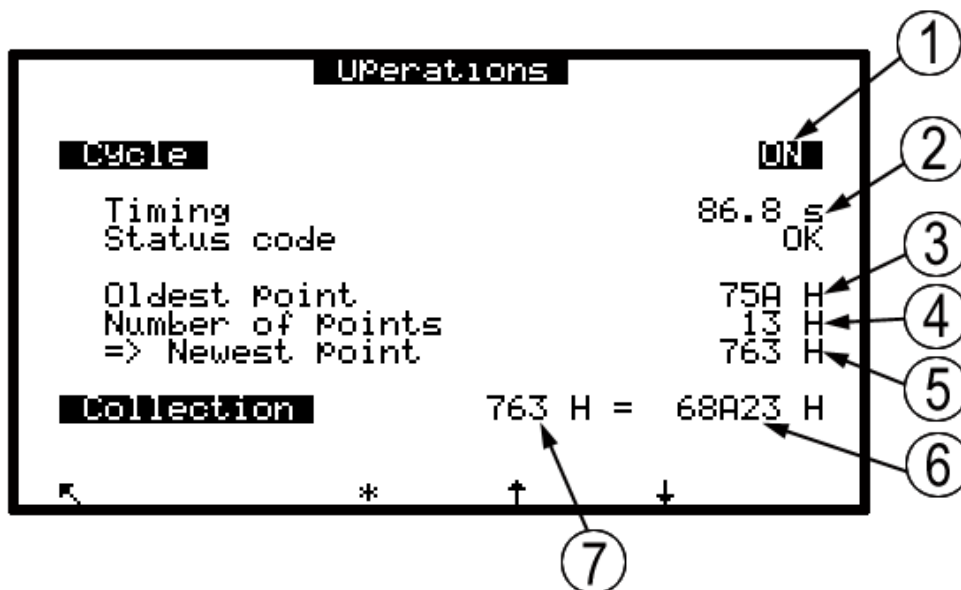 UPerations
1
Cycle ON
2
Timing 86.8 s
Status code OK
3
Oldest point 75A H
4
Number of points 13 H
=> Newest point 763 H
5
Collection 763 H = 68A23 H
6
↖ * ↑ ↓
7